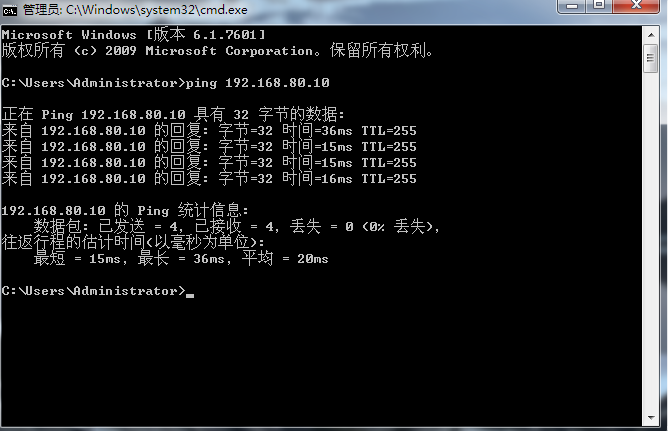 管理员: C:\Windows\system32\cmd.exe
Microsoft Windows [版本 6.1.7601]
版权所有 (c) 2009 Microsoft Corporation。保留所有权利。
C:\Users\Administrator>ping 192.168.80.10
正在 Ping 192.168.80.10 具有 32 字节的数据:
来自 192.168.80.10 的回复: 字节=32 时间=36ms TTL=255
来自 192.168.80.10 的回复: 字节=32 时间=15ms TTL=255
来自 192.168.80.10 的回复: 字节=32 时间=15ms TTL=255
来自 192.168.80.10 的回复: 字节=32 时间=16ms TTL=255
192.168.80.10 的 Ping 统计信息:
数据包: 已发送 = 4, 已接收 = 4, 丢失 = 0 (0% 丢失),
往返行程的估计时间(以毫秒为单位):
最短 = 15ms, 最长 = 36ms, 平均 = 20ms
C:\Users\Administrator>